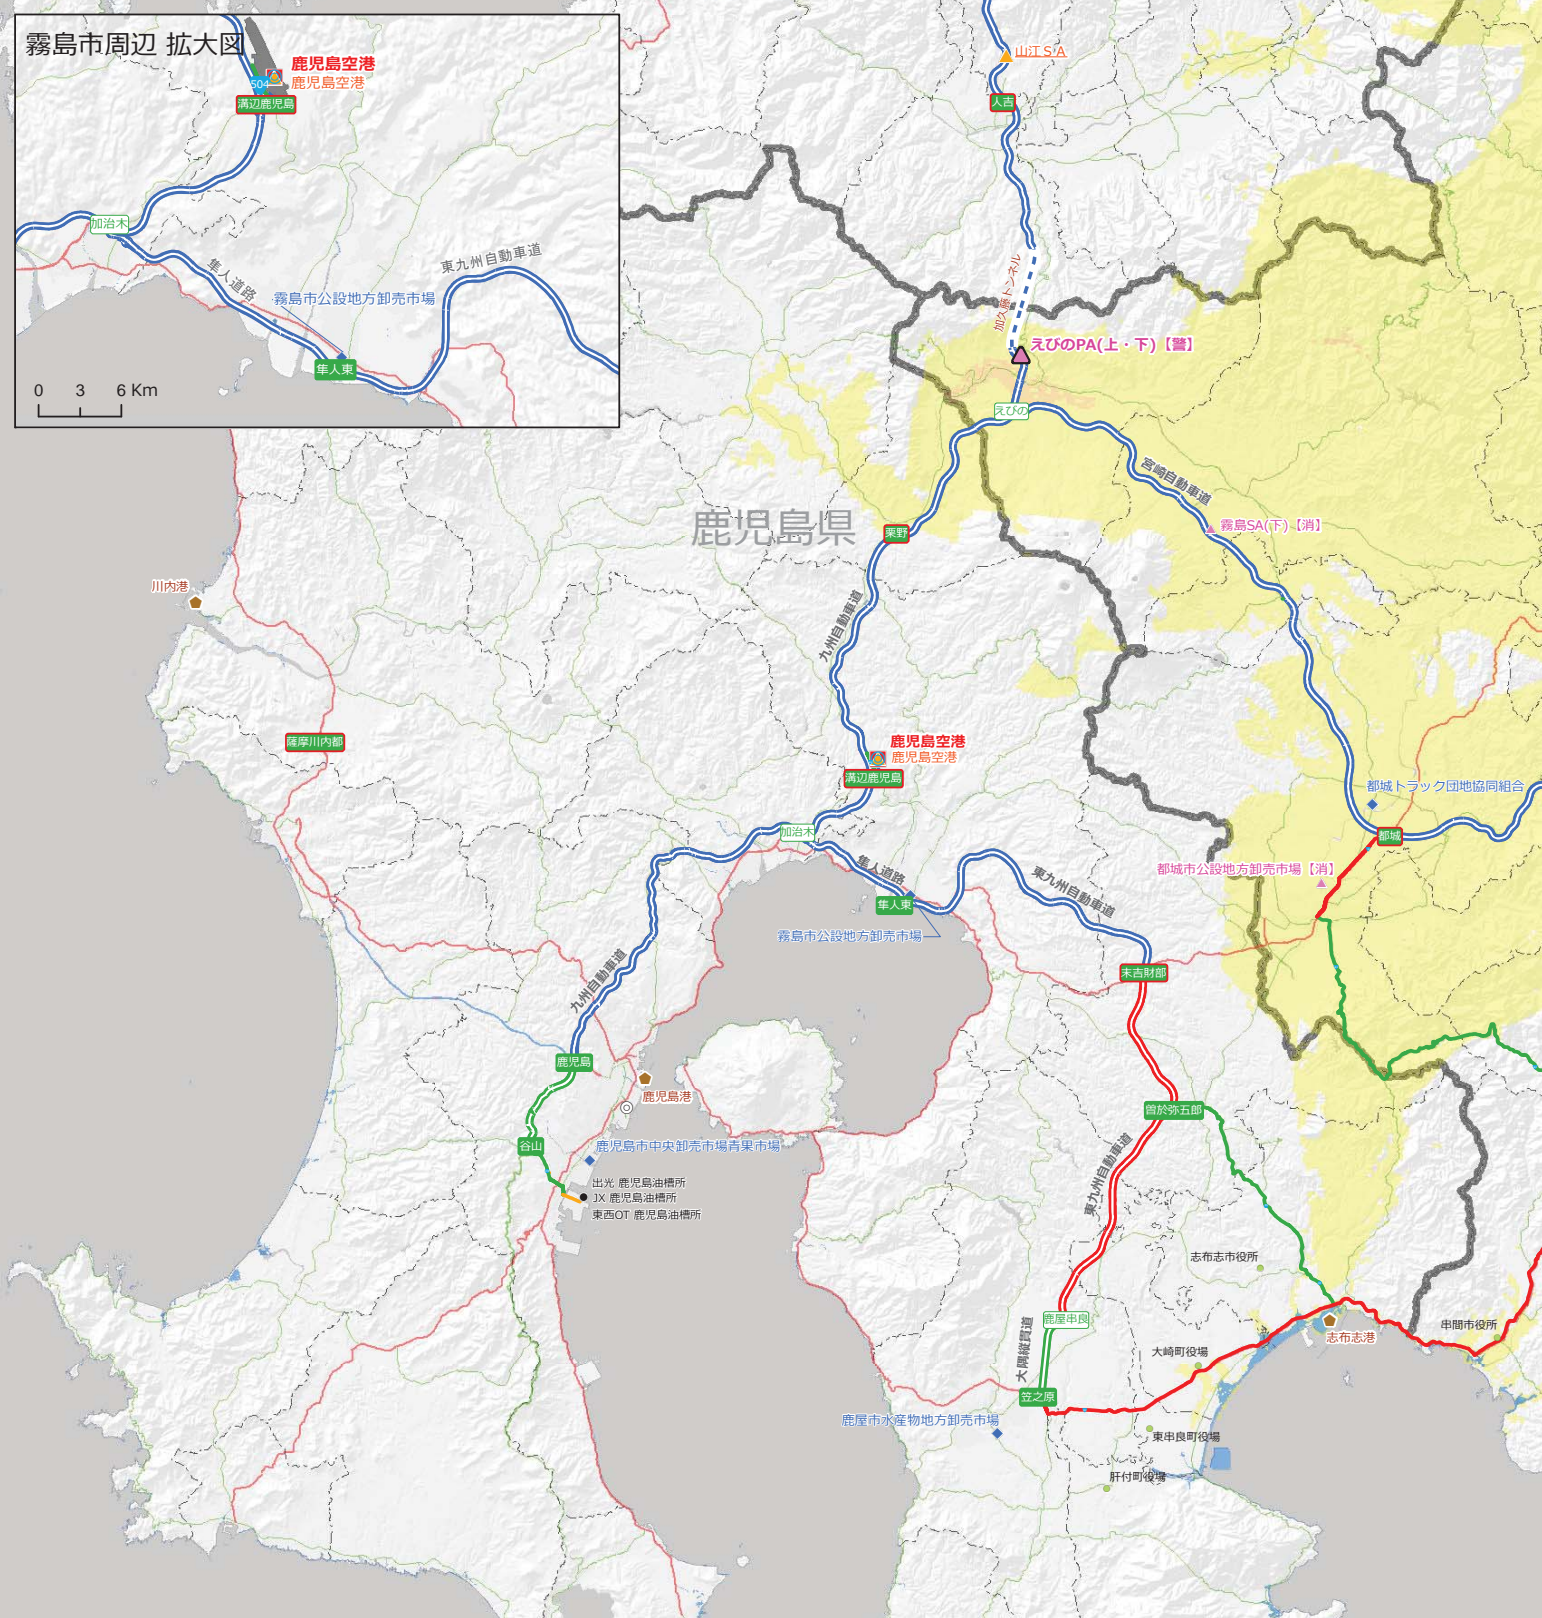 霧島市周辺 拡大図
鹿児島空港
鹿児島空港
504
溝辺鹿児島
加治木
隼人道路
東九州自動車道
霧島市公設地方卸売市場
隼人東
0 3 6 Km
山江ＳＡ
人吉
加久藤トンネル
えびのPA(上・下)【警】
えびの
宮崎自動車道
霧島SA(下)【消】
鹿児島県
栗野
九州自動車道
川内港
薩摩川内都
鹿児島空港
鹿児島空港
溝辺鹿児島
都城トラック団地協同組合
加治木
都城
隼人道路
東九州自動車道
都城市公設地方卸売市場【消】
隼人東
霧島市公設地方卸売市場
九州自動車道
末吉財部
鹿児島
鹿児島港
曽於弥五郎
谷山
鹿児島市中央卸売市場青果市場
東九州自動車道
出光 鹿児島油槽所
JX 鹿児島油槽所
東西OT 鹿児島油槽所
志布志市役所
鹿屋串良
志布志港
串間市役所
大隅縦貫道
大崎町役場
笠之原
鹿屋市水産物地方卸売市場
東串良町役場
肝付町役場